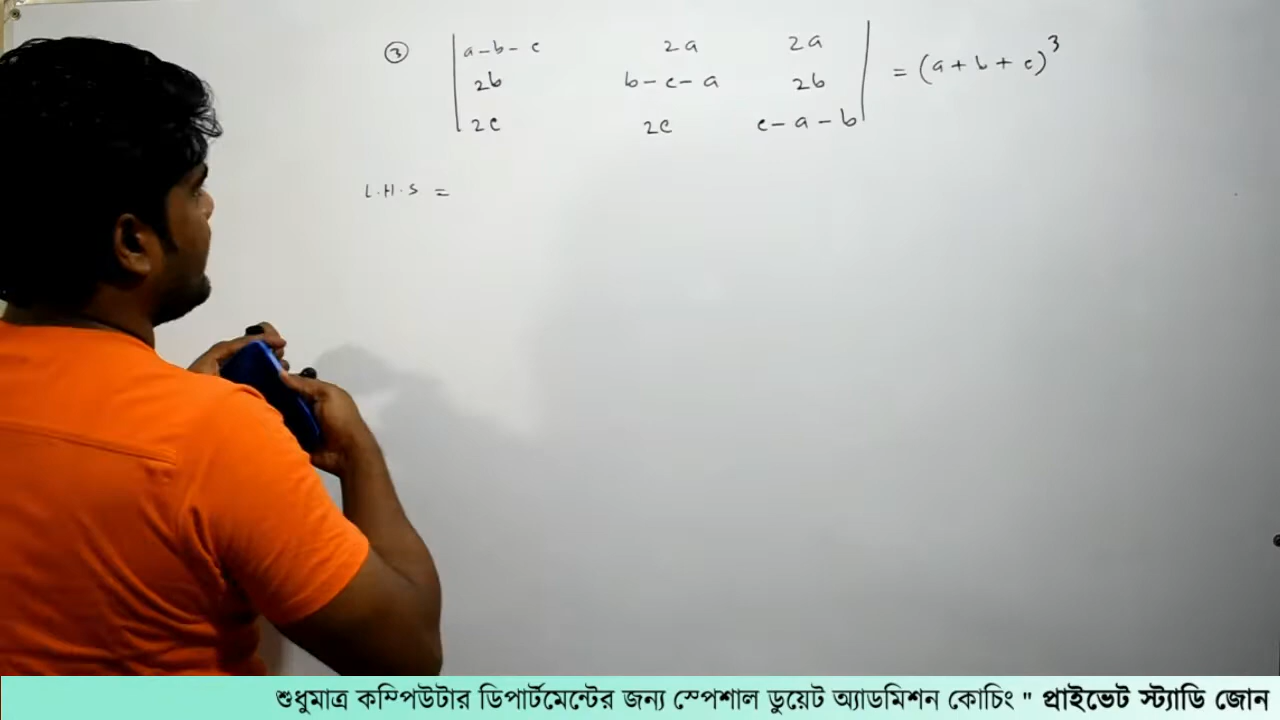 ③ | a-b-c 2a 2a | = (a+b+c)³
| 2b b-c-a 2b |
| 2c 2c c-a-b |
L.H.S =
শুধুমাত্র কম্পিউটার ডিপার্টমেন্টের জন্য স্পেশাল ডুয়েট অ্যাডমিশন কোচিং " প্রাইভেট স্ট্যাডি জোন